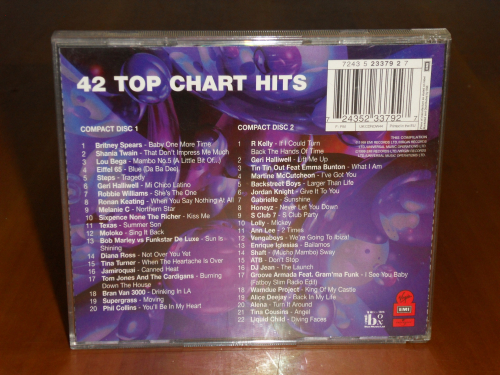 42 TOP CHART HITS
7243 5 23379 2 7
7 24352 33792 7
COMPACT DISC 1
1 Britney Spears - Baby One More Time
2 Shania Twain - That Don't Impress Me Much
3 Lou Bega - Mambo No.5 (A Little Bit Of...)
4 Eiffel 65 - Blue (Da Ba Dee)
5 Steps - Tragedy
6 Geri Halliwell - Mi Chico Latino
7 Robbie Williams - She's The One
8 Ronan Keating - When You Say Nothing At All
9 Melanie C - Northern Star
10 Sixpence None The Richer - Kiss Me
11 Texas - Summer Son
12 Moloko - Sing It Back
13 Bob Marley vs Funkstar De Luxe - Sun Is
Shining
14 Diana Ross - Not Over You Yet
15 Tina Turner - When The Heartache Is Over
16 Jamiroquai - Canned Heat
17 Tom Jones And The Cardigans - Burning
Down The House
18 Bran Van 3000 - Drinking In LA
19 Supergrass - Moving
20 Phil Collins - You'll Be In My Heart
COMPACT DISC 2
1 R Kelly - If I Could Turn
Back The Hands Of Time
2 Geri Halliwell - Lift Me Up
3 Tin Tin Out Feat Emma Bunton - What I Am
4 Martine McCutcheon - I've Got You
5 Backstreet Boys - Larger Than Life
6 Jordan Knight - Give It To You
7 Gabrielle - Sunshine
8 Honeyz - Never Let You Down
9 S Club 7 - S Club Party
10 Lolly - Mickey
11 Ann Lee - 2 Times
12 Vengaboys - We're Going To Ibiza!
13 Enrique Iglesias - Bailamos
14 Shaft - (Mucho Mambo) Sway
15 ATB - Don't Stop
16 DJ Jean - The Launch
17 Groove Armada Feat. Gram'ma Funk - I See You Baby
(Fatboy Slim Radio Edit)
18 Wamdue Project - King Of My Castle
19 Alice Deejay - Back In My Life
20 Alena - Turn It Around
21 Tina Cousins - Angel
22 Liquid Child - Diving Faces
THIS COMPILATION
box
Virgin
EMI